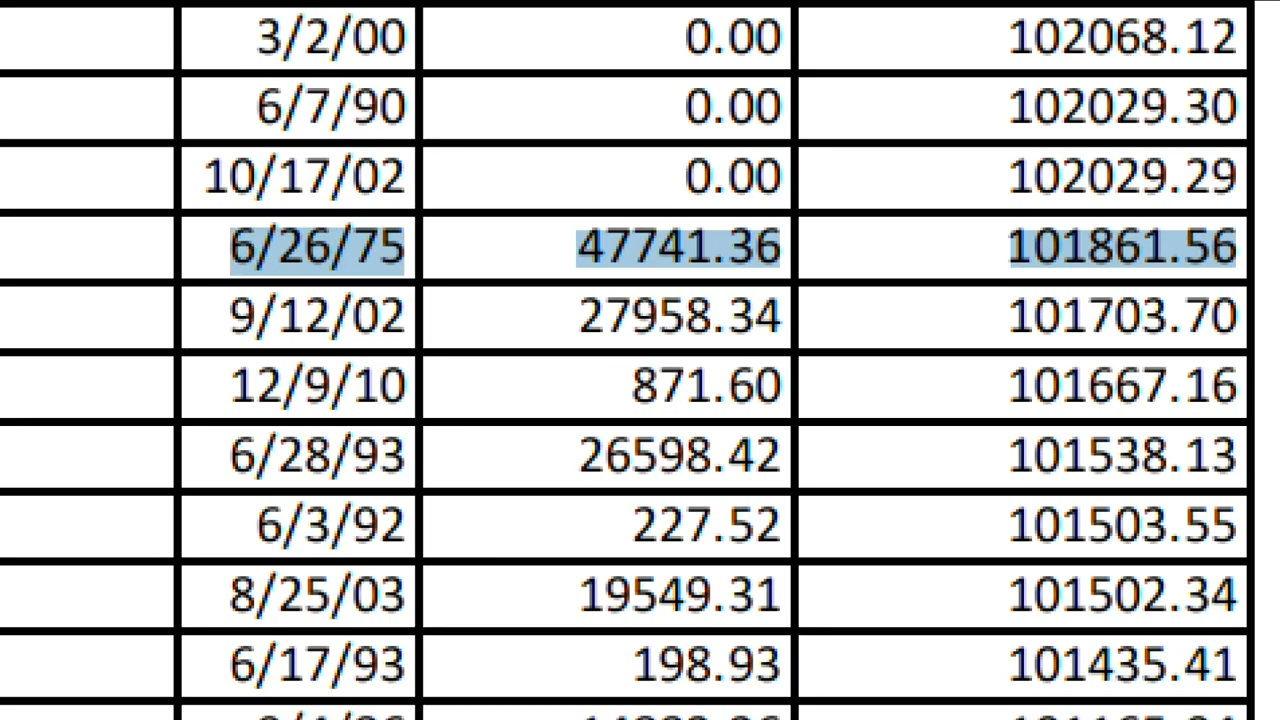 3/2/00 0.00 102068.12
6/7/90 0.00 102029.30
10/17/02 0.00 102029.29
6/26/75 47741.36 101861.56
9/12/02 27958.34 101703.70
12/9/10 871.60 101667.16
6/28/93 26598.42 101538.13
6/3/92 227.52 101503.55
8/25/03 19549.31 101502.34
6/17/93 198.93 101435.41